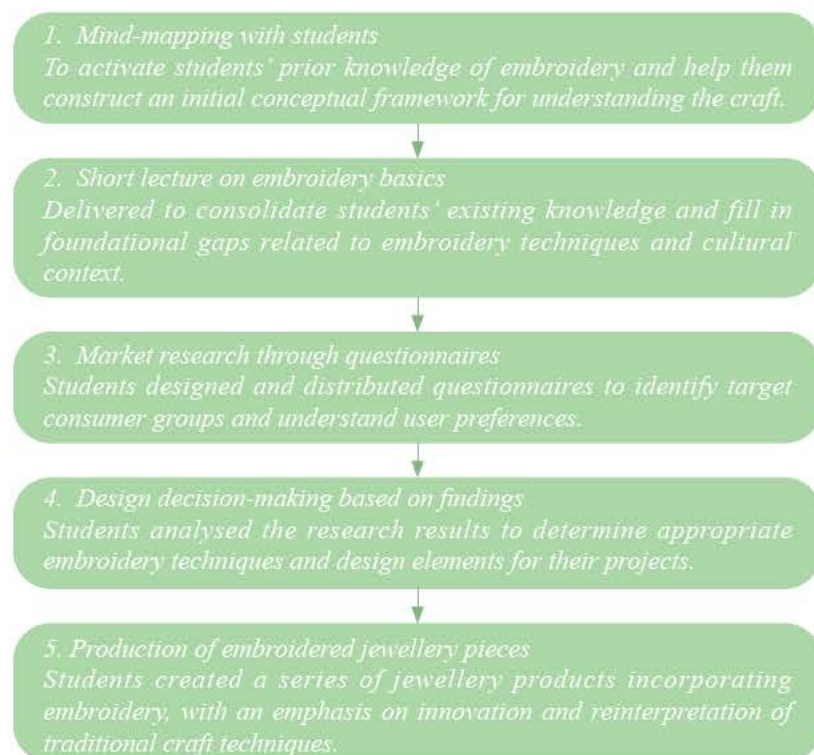 1. Mind-mapping with students
To activate students' prior knowledge of embroidery and help them
construct an initial conceptual framework for understanding the craft.
2. Short lecture on embroidery basics
Delivered to consolidate students' existing knowledge and fill in
foundational gaps related to embroidery techniques and cultural
context.
3. Market research through questionnaires
Students designed and distributed questionnaires to identify target
consumer groups and understand user preferences.
4. Design decision-making based on findings
Students analysed the research results to determine appropriate
embroidery techniques and design elements for their projects.
5. Production of embroidered jewellery pieces
Students created a series of jewellery products incorporating
embroidery, with an emphasis on innovation and reinterpretation of
traditional craft techniques.